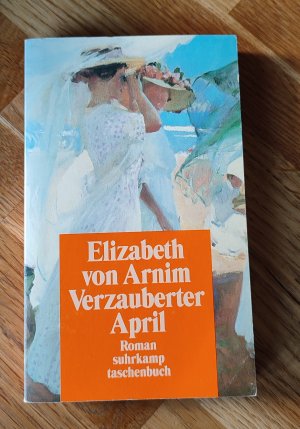 Elizabeth
von Arnim
Verzauberter
April
Roman
suhrkamp
taschenbuch